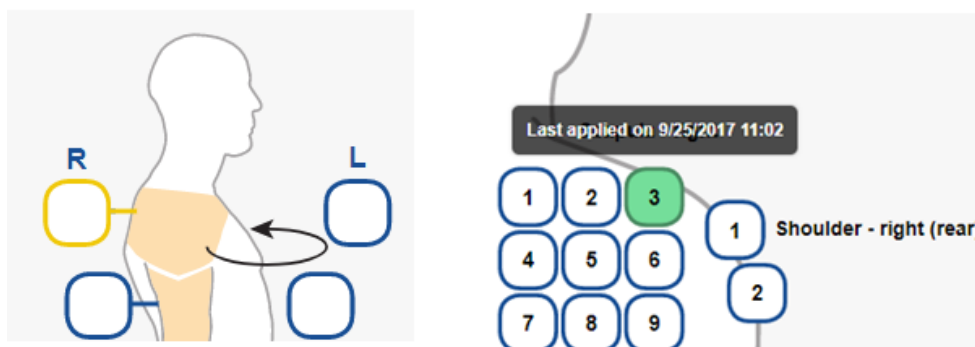 R
L
Last applied on 9/25/2017 11:02
1 2 3
1 Shoulder - right (rear
4 5 6
2
7 8 9